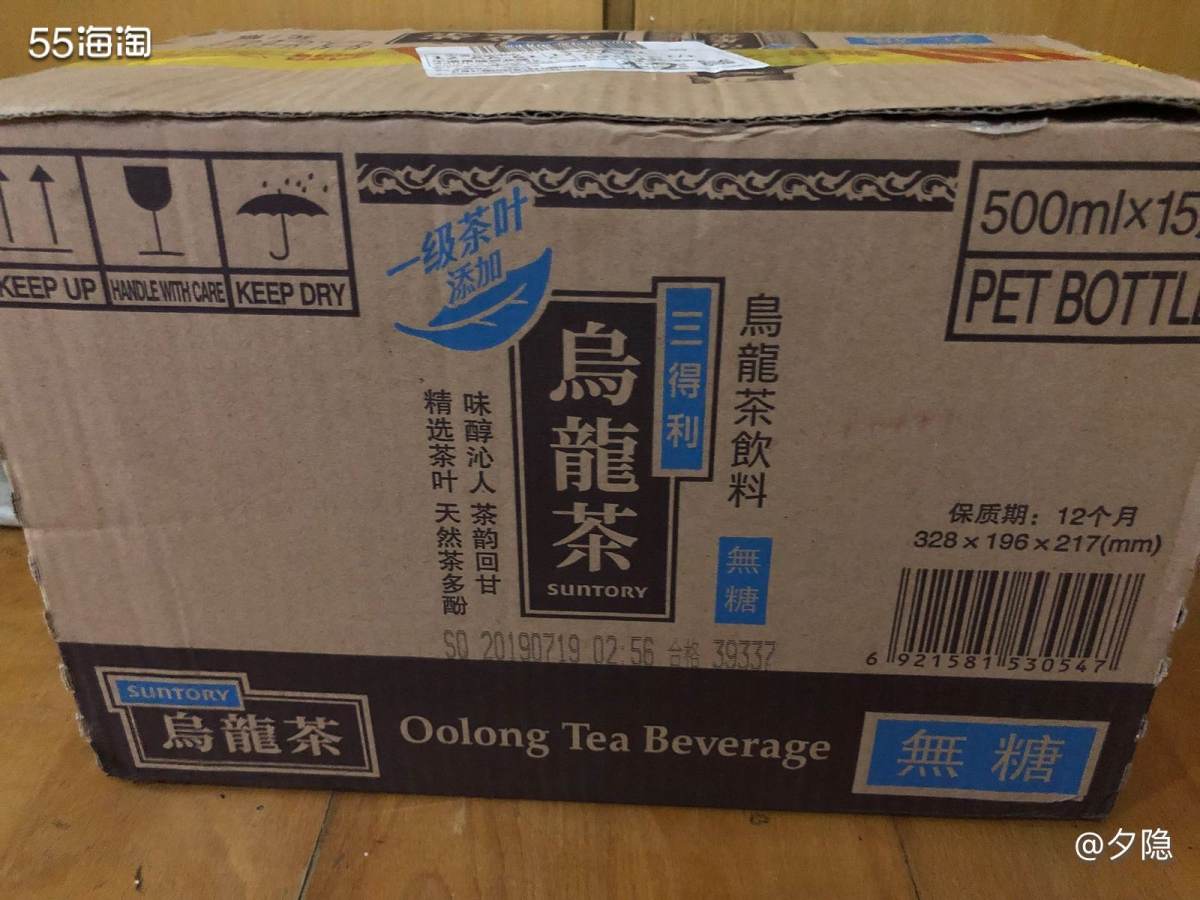 55海淘
KEEP UP
HANDLE WITH CARE
KEEP DRY
一级茶叶
添加
500ml×15
PET BOTTL
烏龍茶
SUNTORY
三得利
烏龍茶飲料
無糖
味醇沁人 茶韵回甘
精选茶叶 天然茶多酚
保质期：12个月
328×196×217(mm)
6 921581 530547
SQ 20190719 02:56 合格 39337
SUNTORY
烏龍茶
Oolong Tea Beverage
無糖
@夕隐